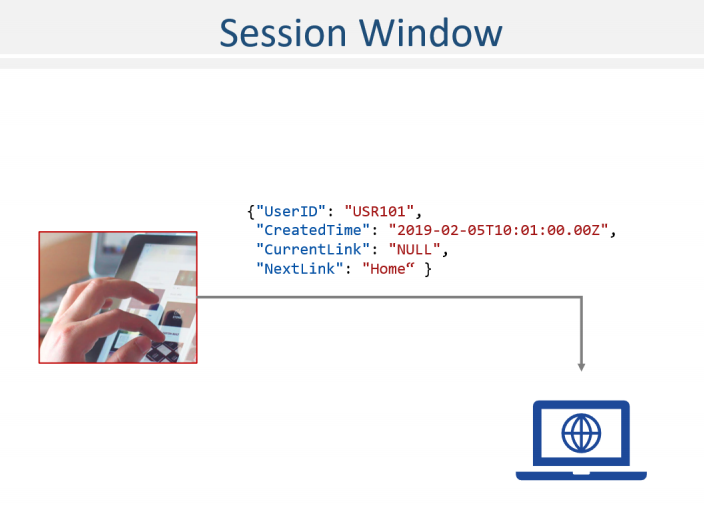 Session Window
{"UserID": "USR101",
"CreatedTime": "2019-02-05T10:01:00.00Z",
"CurrentLink": "NULL",
"NextLink": "Home“ }